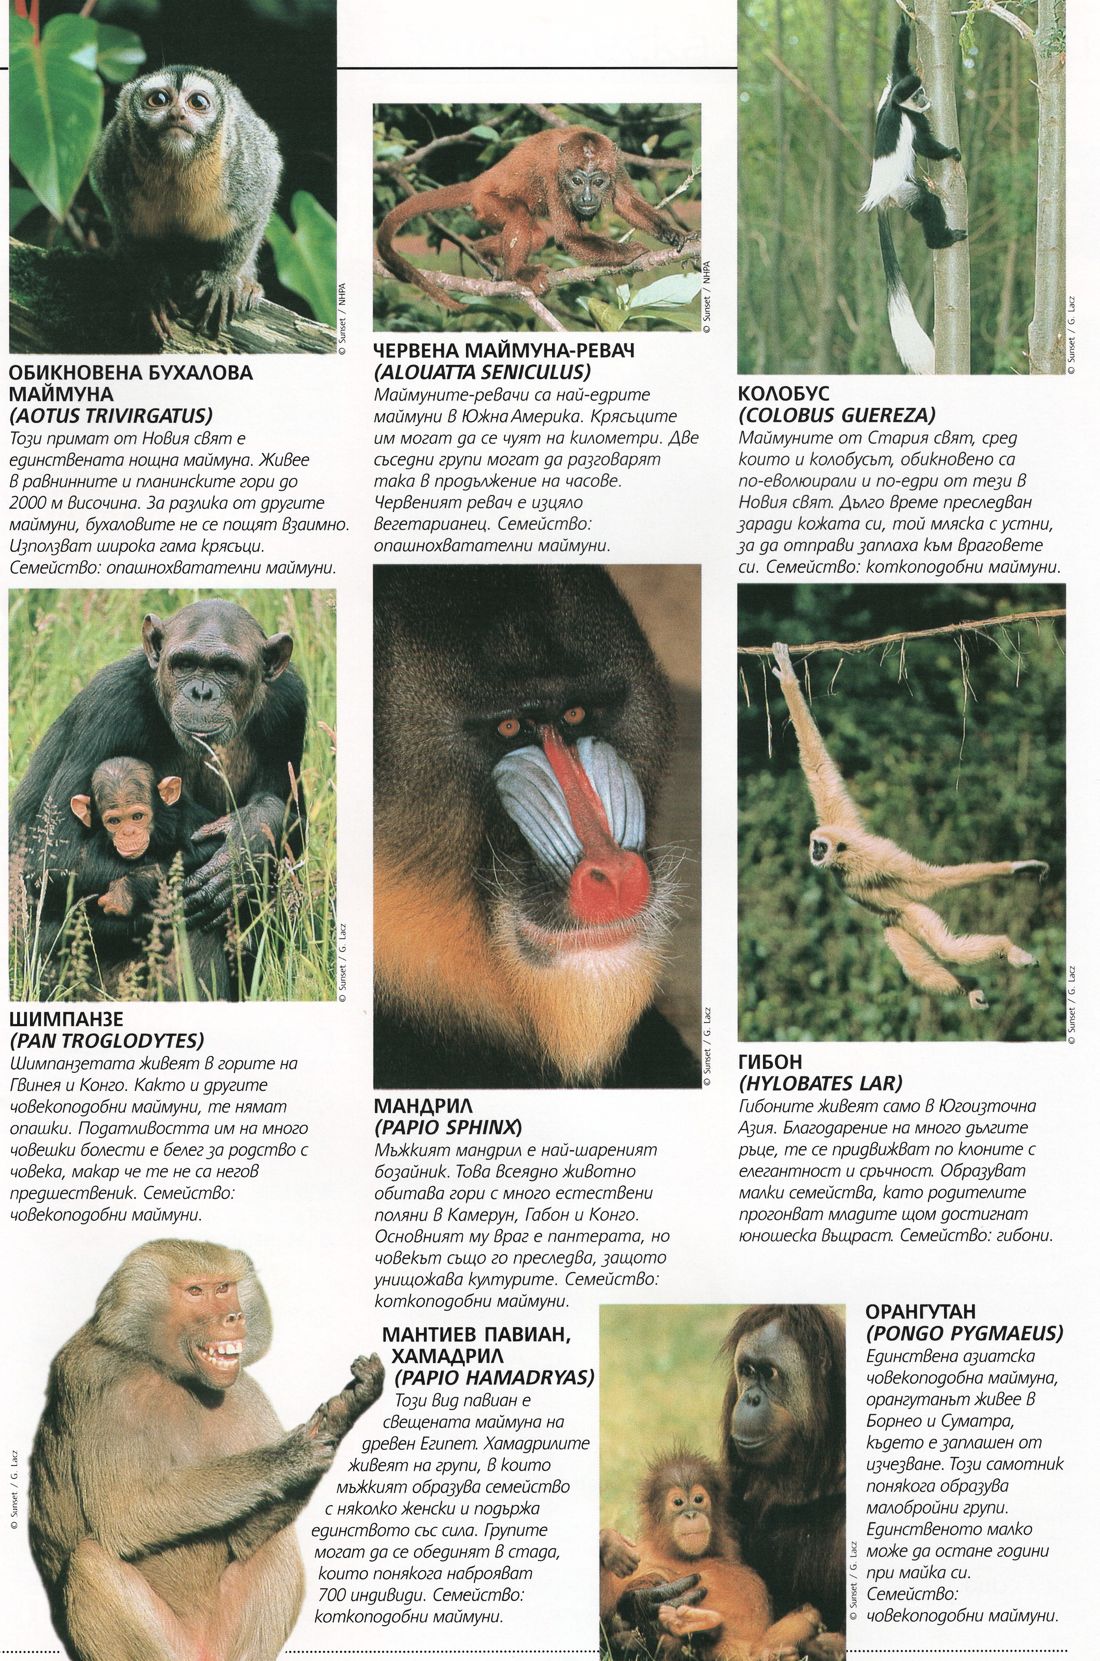 © Sunset / NHPA
ОБИКНОВЕНА БУХАЛОВА
МАЙМУНА
(AOTUS TRIVIRGATUS)
Този примат от Новия свят е
единствената нощна маймуна. Живее
в равнинните и планинските гори до
2000 м височина. За разлика от другите
маймуни, бухаловите не се пощят взаимно.
Използват широка гама крясъци.
Семейство: опашнохватателни маймуни.
© Sunset / NHPA
ЧЕРВЕНА МАЙМУНА-РЕВАЧ
(ALOUATTA SENICULUS)
Маймуните-ревачи са най-едрите
маймуни в Южна Америка. Крясъците
им могат да се чуят на километри. Две
съседни групи могат да разговарят
така в продължение на часове.
Червеният ревач е изцяло
вегетарианец. Семейство:
опашнохватателни маймуни.
© Sunset / G. Lacz
КОЛОБУС
(COLOBUS GUEREZA)
Маймуните от Стария свят, сред
които и колобусът, обикновено са
по-еволюирали и по-едри от тези в
Новия свят. Дълго време преследван
заради кожата си, той мляска с устни,
за да отправи заплаха към враговете
си. Семейство: коткоподобни маймуни.
© Sunset / G. Lacz
ШИМПАНЗЕ
(PAN TROGLODYTES)
Шимпанзетата живеят в горите на
Гвинея и Конго. Както и другите
човекоподобни маймуни, те нямат
опашки. Податливостта им на много
човешки болести е белег за родство с
човека, макар че те не са негов
предшественик. Семейство:
човекоподобни маймуни.
© Sunset / G. Lacz
МАНДРИЛ
(PAPIO SPHINX)
Мъжкият мандрил е най-шареният
бозайник. Това всеядно животно
обитава гори с много естествени
поляни в Камерун, Габон и Конго.
Основният му враг е пантерата, но
човекът също го преследва, защото
унищожава културите. Семейство:
коткоподобни маймуни.
© Sunset / G. Lacz
ГИБОН
(HYLOBATES LAR)
Гибоните живеят само в Югоизточна
Азия. Благодарение на много дългите
ръце, те се придвижват по клоните с
елегантност и сръчност. Образуват
малки семейства, като родителите
прогонват младите щом достигнат
юношеска въщраст. Семейство: гибони.
© Sunset / G. Lacz
МАНТИЕВ ПАВИАН,
ХАМАДРИЛ
(PAPIO HAMADRYAS)
Този вид павиан е
свещената маймуна на
древен Египет. Хамадрилите
живеят на групи, в които
мъжкият образува семейство
с няколко женски и подържа
единството със сила. Групите
могат да се обединят в стада,
които понякога наброяват
700 индивиди. Семейство:
коткоподобни маймуни.
© Sunset / G. Lacz
ОРАНГУТАН
(PONGO PYGMAEUS)
Единствена азиатска
човекоподобна маймуна,
орангутанът живее в
Борнео и Суматра,
където е заплашен от
изчезване. Този самотник
понякога образува
малобройни групи.
Единственото малко
може да остане години
при майка си.
Семейство:
човекоподобни маймуни.